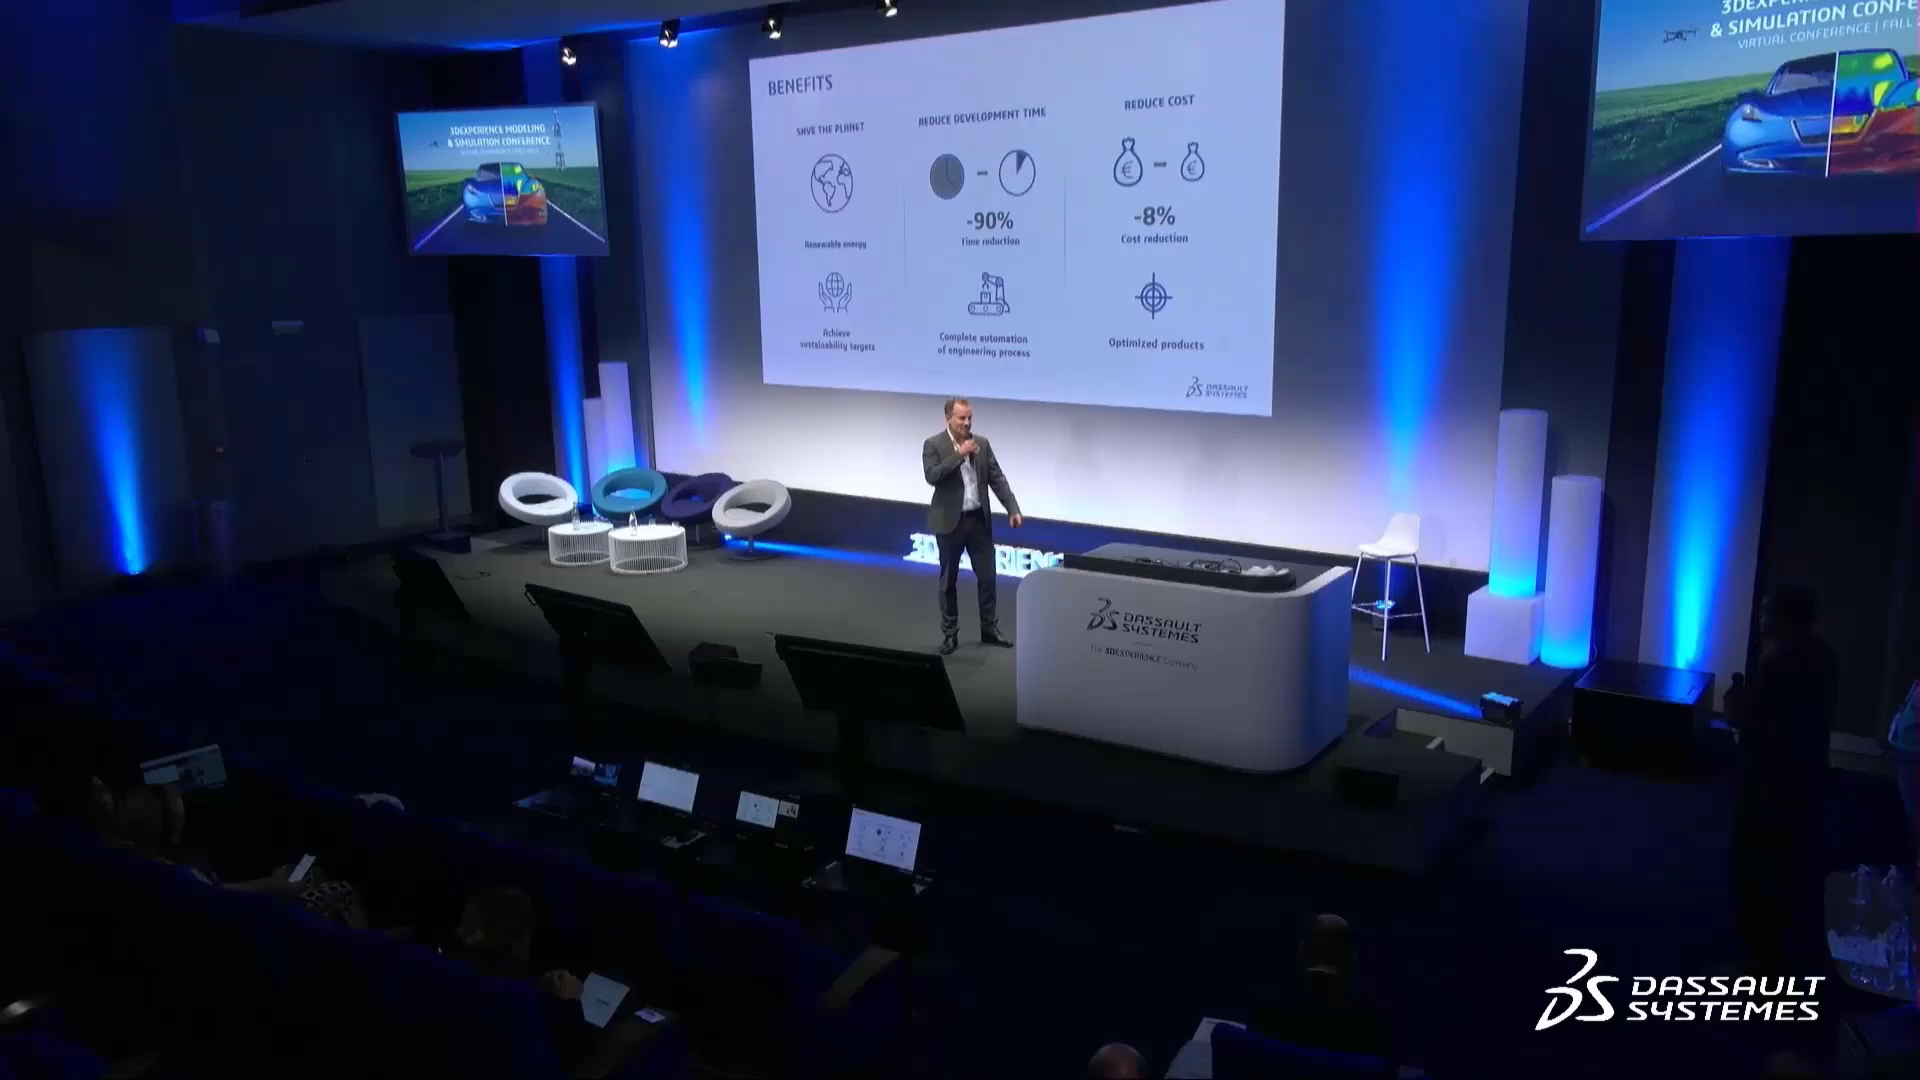 3DEXPERIENCE MODELING
& SIMULATION CONFERENCE
BENEFITS
SAVE THE PLANET
Renewable energy
Achieve
sustainability targets
REDUCE DEVELOPMENT TIME
-90%
Time reduction
Complete automation
of engineering process
REDUCE COST
€
€
-8%
Cost reduction
Optimized products
DASSAULT
SYSTEMES
& SIMULATION CONFE
VIRTUAL CONFERENCE | FALL
DASSAULT
SYSTEMES
The 3DEXPERIENCE Company
DASSAULT
SYSTEMES